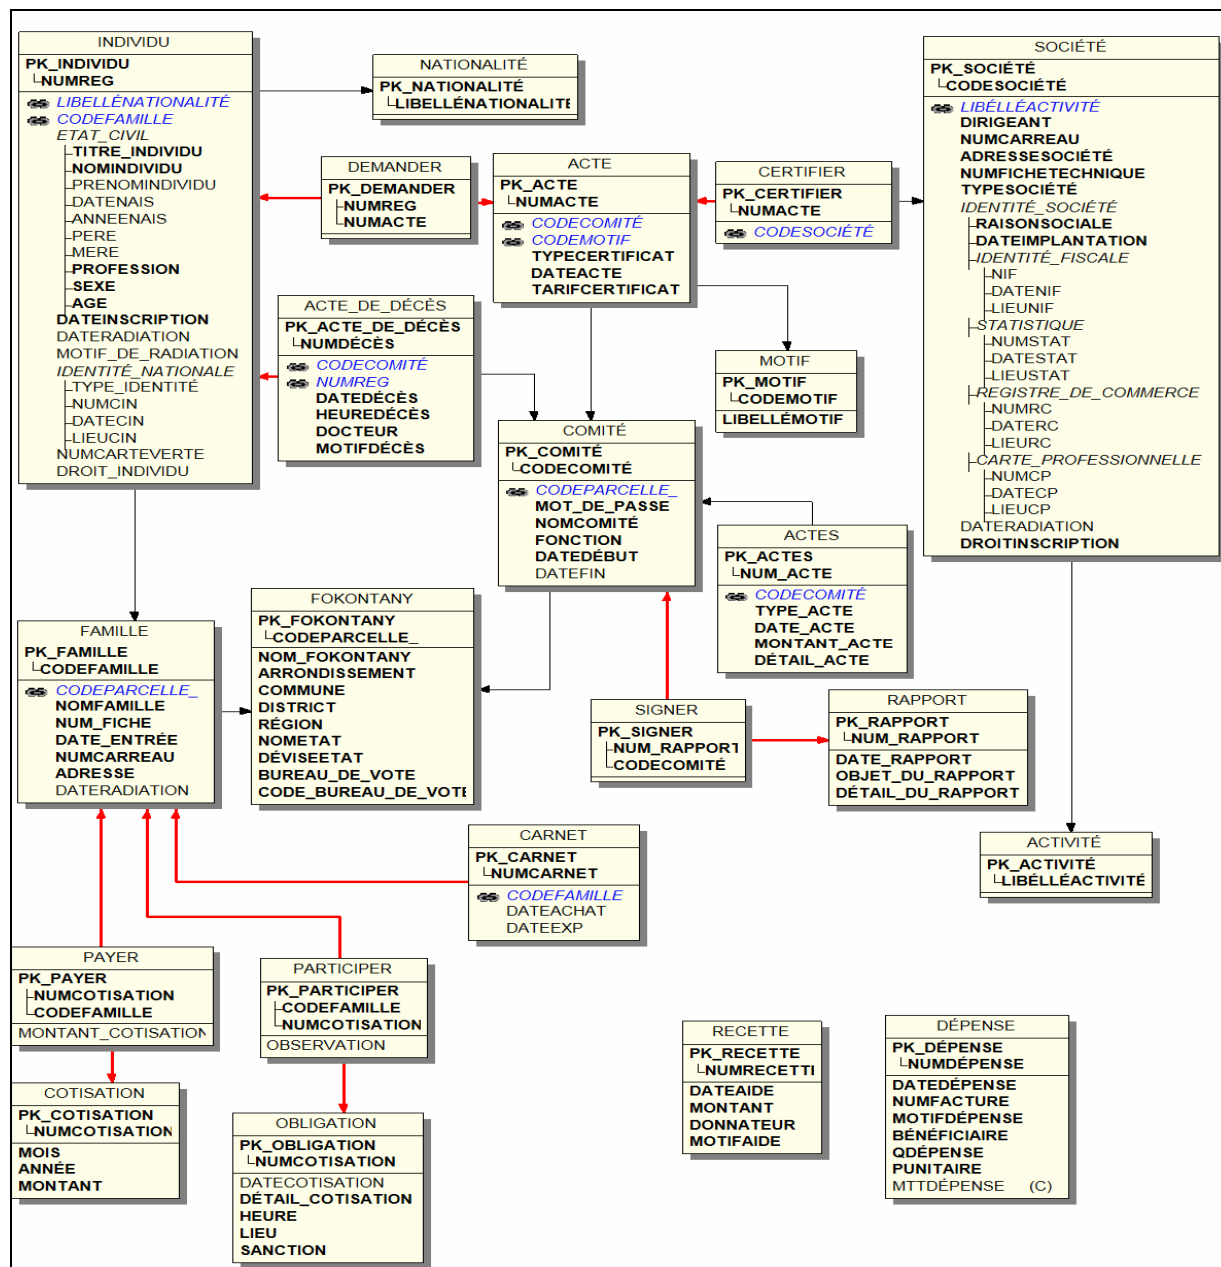 INDIVIDU
PK_INDIVIDU
NUMREG
LIBELLÉNATIONALITÉ
CODEFAMILLE
ETAT_CIVIL
TITRE_INDIVIDU
NOMINDIVIDU
PRENOMINDIVIDU
DATENAIS
ANNEENAIS
PERE
MERE
PROFESSION
SEXE
AGE
DATEINSCRIPTION
DATERADIATION
MOTIF_DE_RADIATION
IDENTITÉ_NATIONALE
TYPE_IDENTITÉ
NUMCIN
DATECIN
LIEUCIN
NUMCARTEVERTE
DROIT_INDIVIDU
NATIONALITÉ
PK_NATIONALITÉ
LIBELLÉNATIONALITE
DEMANDER
PK_DEMANDER
NUMREG
NUMACTE
ACTE
PK_ACTE
NUMACTE
CODECOMITÉ
CODEMOTIF
TYPECERTIFICAT
DATEACTE
TARIFCERTIFICAT
CERTIFIER
PK_CERTIFIER
NUMACTE
CODESOCIÉTÉ
SOCIÉTÉ
PK_SOCIÉTÉ
CODESOCIÉTÉ
LIBÉLLÉACTIVITÉ
DIRIGEANT
NUMCARREAU
ADRESSESOCIÉTÉ
NUMFICHETECHNIQUE
TYPESOCIÉTÉ
IDENTITÉ_SOCIÉTÉ
RAISONSOCIALE
DATEIMPLANTATION
IDENTITÉ_FISCALE
NIF
DATENIF
LIEUNIF
STATISTIQUE
NUMSTAT
DATESTAT
LIEUSTAT
REGISTRE_DE_COMMERCE
NUMRC
DATERC
LIEURC
CARTE_PROFESSIONNELLE
NUMCP
DATECP
LIEUCP
DATERADIATION
DROITINSCRIPTION
ACTE_DE_DÉCÈS
PK_ACTE_DE_DÉCÈS
NUMDÉCÈS
CODECOMITÉ
NUMREG
DATEDÉCÈS
HEUREDÉCÈS
DOCTEUR
MOTIFDÉCÈS
MOTIF
PK_MOTIF
CODEMOTIF
LIBELLÉMOTIF
COMITÉ
PK_COMITÉ
CODECOMITÉ
CODEPARCELLE_
MOT_DE_PASSE
NOMCOMITÉ
FONCTION
DATEDÉBUT
DATEFIN
ACTES
PK_ACTES
NUM_ACTE
CODECOMITÉ
TYPE_ACTE
DATE_ACTE
MONTANT_ACTE
DÉTAIL_ACTE
FAMILLE
PK_FAMILLE
CODEFAMILLE
CODEPARCELLE_
NOMFAMILLE
NUM_FICHE
DATE_ENTRÉE
NUMCARREAU
ADRESSE
DATERADIATION
FOKONTANY
PK_FOKONTANY
CODEPARCELLE_
NOM_FOKONTANY
ARRONDISSEMENT
COMMUNE
DISTRICT
RÉGION
NOMETAT
DÉVISEETAT
BUREAU_DE_VOTE
CODE_BUREAU_DE_VOTE
SIGNER
PK_SIGNER
NUM_RAPPORT
CODECOMITÉ
RAPPORT
PK_RAPPORT
NUM_RAPPORT
DATE_RAPPORT
OBJET_DU_RAPPORT
DÉTAIL_DU_RAPPORT
CARNET
PK_CARNET
NUMCARNET
CODEFAMILLE
DATEACHAT
DATEEXP
ACTIVITÉ
PK_ACTIVITÉ
LIBÉLLÉACTIVITÉ
PAYER
PK_PAYER
NUMCOTISATION
CODEFAMILLE
MONTANT_COTISATION
PARTICIPER
PK_PARTICIPER
CODEFAMILLE
NUMCOTISATION
OBSERVATION
COTISATION
PK_COTISATION
NUMCOTISATION
MOIS
ANNÉE
MONTANT
OBLIGATION
PK_OBLIGATION
NUMCOTISATION
DATECOTISATION
DÉTAIL_COTISATION
HEURE
LIEU
SANCTION
RECETTE
PK_RECETTE
NUMRECETTE
DATEAIDE
MONTANT
DONNATEUR
MOTIFAIDE
DÉPENSE
PK_DÉPENSE
NUMDÉPENSE
DATEDÉPENSE
NUMFACTURE
MOTIFDÉPENSE
BÉNÉFICIAIRE
QDÉPENSE
PUNITAIRE
MTTDÉPENSE (C)